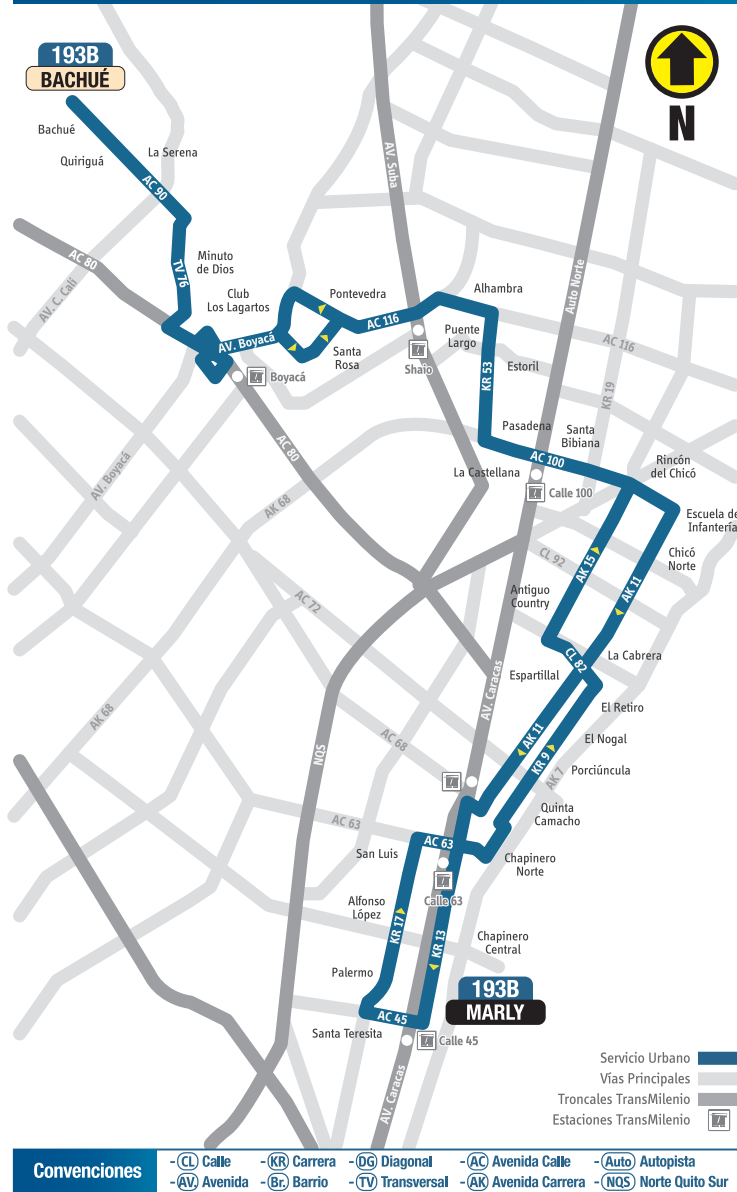 193B
BACHUÉ
N
Bachué
La Serena
Quiriguá
AC 90
AV. Suba
Auto Norte
AC 80
Minuto
de Dios
TV 76
AV. C. Cali
Club
Los Lagartos
Pontevedra
Alhambra
AC 116
Puente
Largo
AC 116
AV. Boyacá
Santa
Rosa
Shaio
Estoril
KR 53
KR 19
Boyacá
Pasadena
Santa
Bibiana
AC 80
AC 100
Rincón
del Chicó
AV. Boyacá
La Castellana
AK 68
Calle 100
Escuela de
Infantería
CL 92
Chicó
Norte
AK 15
AK 11
Antiguo
Country
AC 72
La Cabrera
CL 82
Espartillal
AV. Caracas
El Retiro
AK 68
AK 11
El Nogal
NQS
AC 68
KR 9
Porciúncula
AK 7
Quinta
Camacho
AC 63
AC 63
San Luis
Chapinero
Norte
Calle 63
Alfonso
López
KR 17
KR 13
Chapinero
Central
Palermo
193B
MARLY
AC 45
Santa Teresita
Calle 45
AV. Caracas
Servicio Urbano
Vías Principales
Troncales TransMilenio
Estaciones TransMilenio
Convenciones
-CL Calle -KR Carrera -DG Diagonal -AC Avenida Calle -Auto Autopista
-AV. Avenida -Br. Barrio -TV Transversal -AK Avenida Carrera -NQS Norte Quito Sur